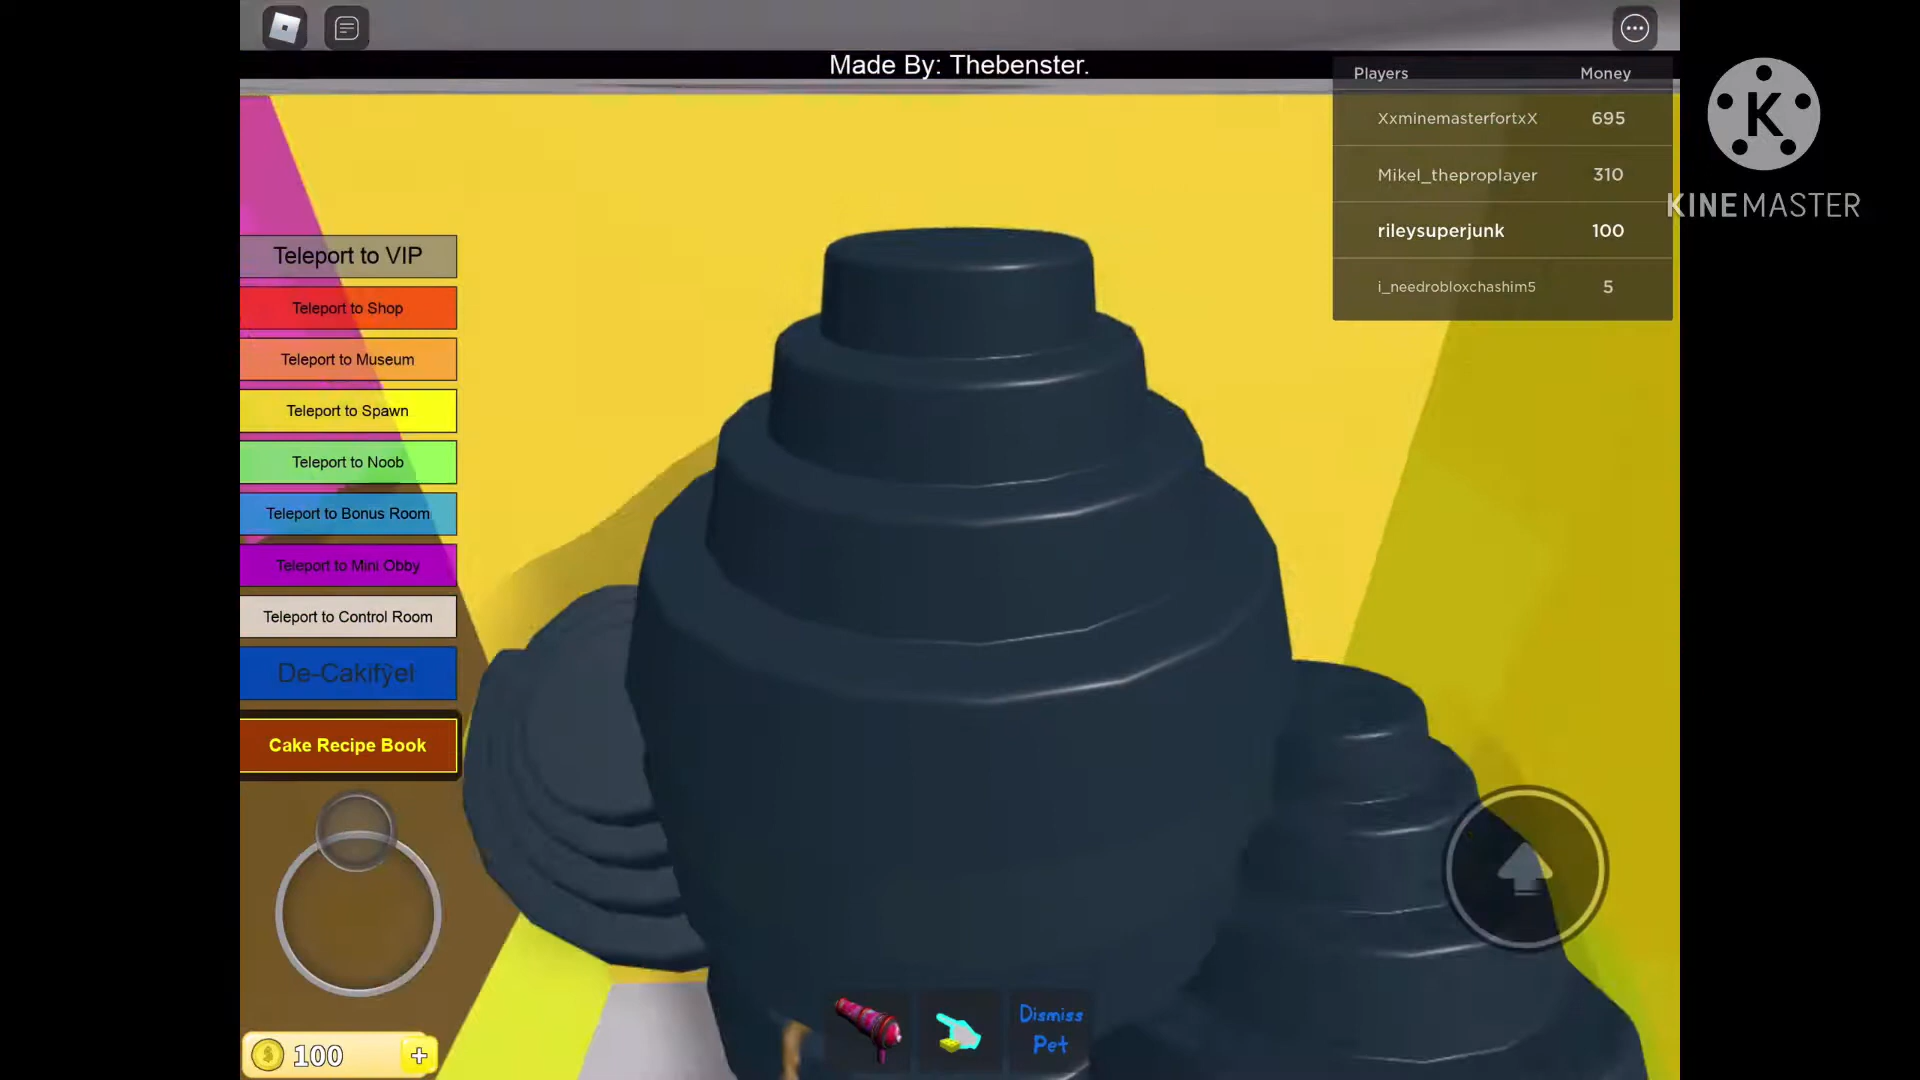 Made By: Thebenster.
Players Money
XxminemasterfortxX 695
Mikel_theproplayer 310
rileysuperjunk 100
i_needrobloxchashim5 5
K
KINEMASTER
Teleport to VIP
Teleport to Shop
Teleport to Museum
Teleport to Spawn
Teleport to Noob
Teleport to Bonus Room
Teleport to Mini Obby
Teleport to Control Room
De-Cakifye!
Cake Recipe Book
Dismiss
Pet
100